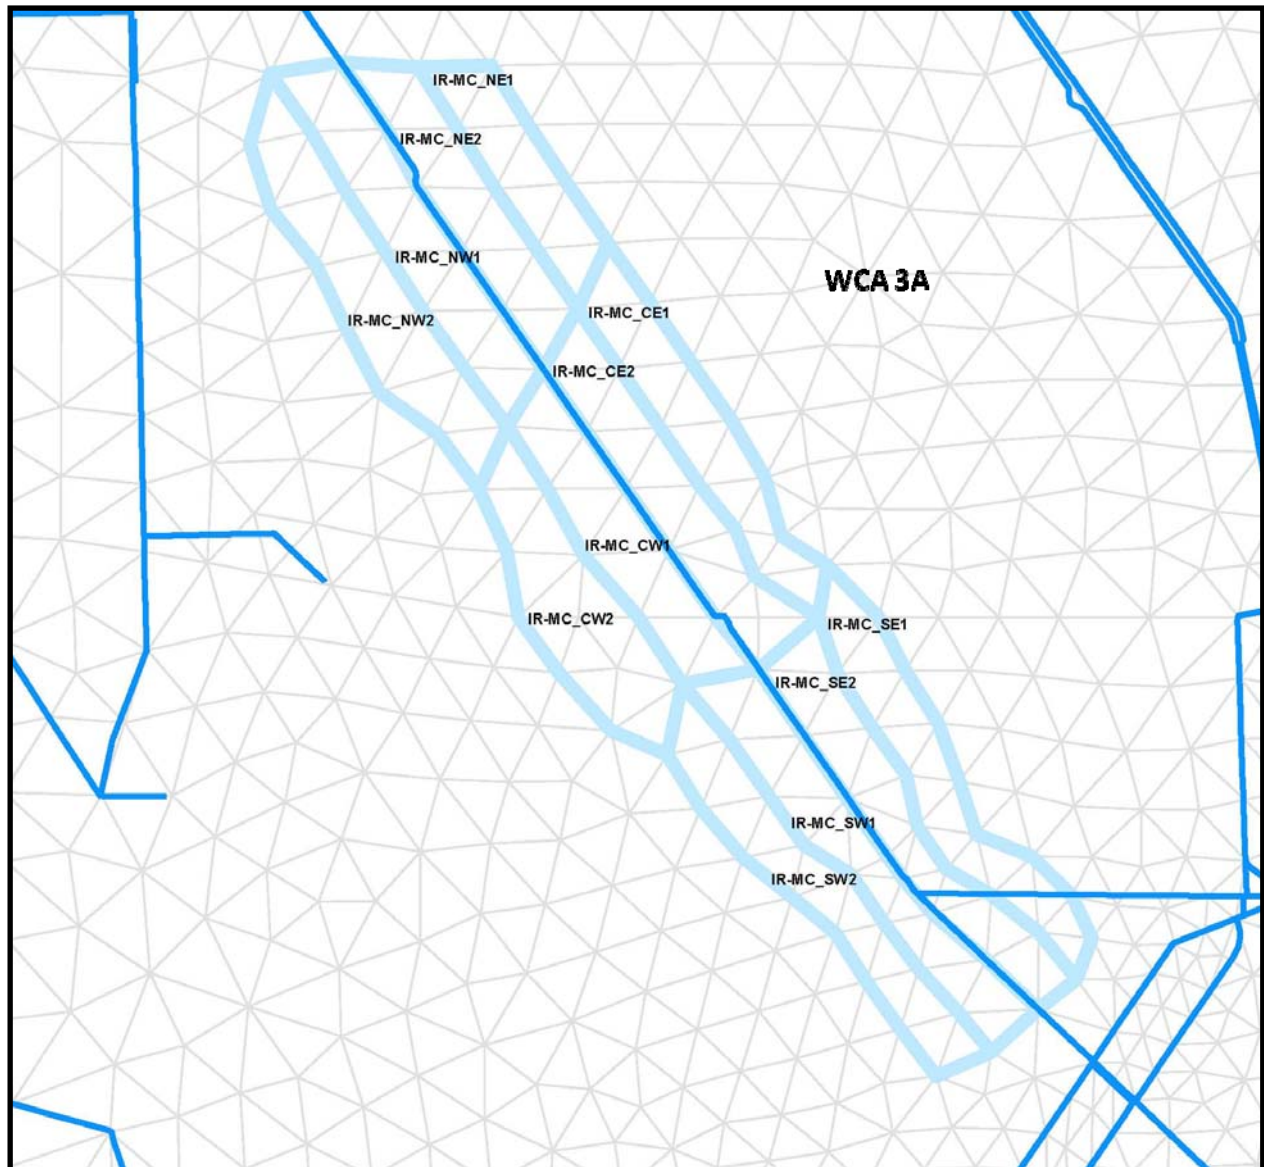 IR-MC_NE1
IR-MC_NE2
IR-MC_NW1
WCA 3A
IR-MC_CE1
IR-MC_NW2
IR-MC_CE2
IR-MC_CW1
IR-MC_CW2
IR-MC_SE1
IR-MC_SE2
IR-MC_SW1
IR-MC_SW2